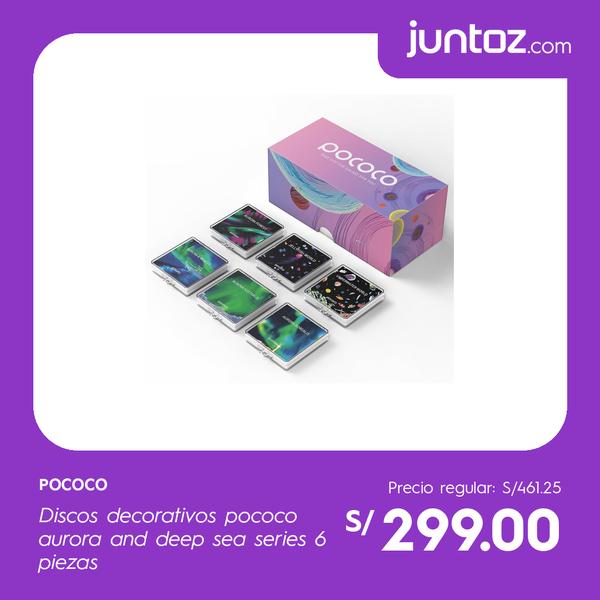 juntoz.com
pococo
POCOCO
Discos decorativos pococo
aurora and deep sea series 6
piezas
Precio regular: S/461.25
S/ 299.00